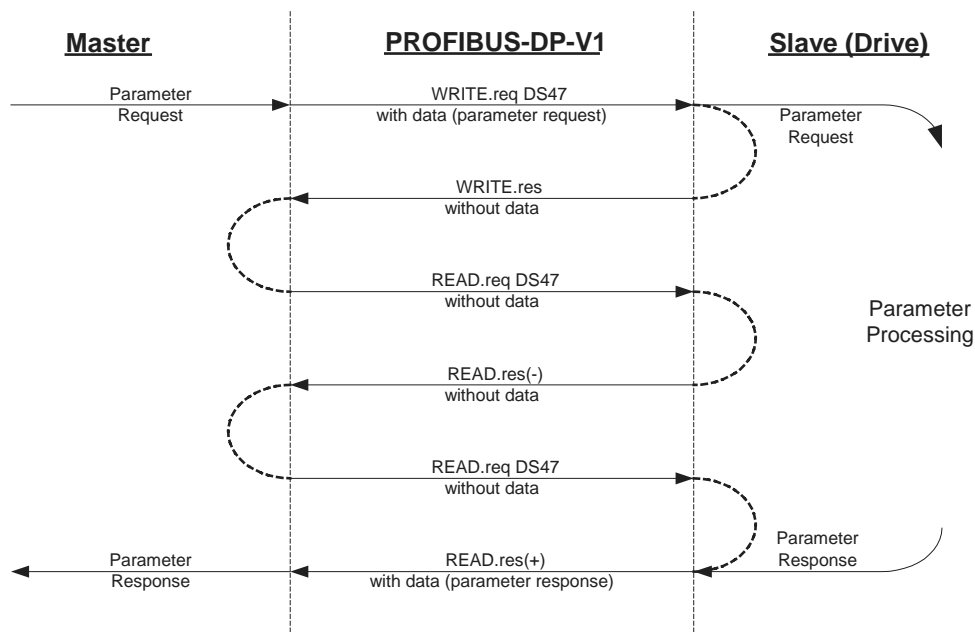 Master
PROFIBUS-DP-V1
Slave (Drive)
Parameter
Request
WRITE.req DS47
with data (parameter request)
Parameter
Request
WRITE.res
without data
READ.req DS47
without data
Parameter
Processing
READ.res(-)
without data
READ.req DS47
without data
Parameter
Response
READ.res(+)
with data (parameter response)
Parameter
Response